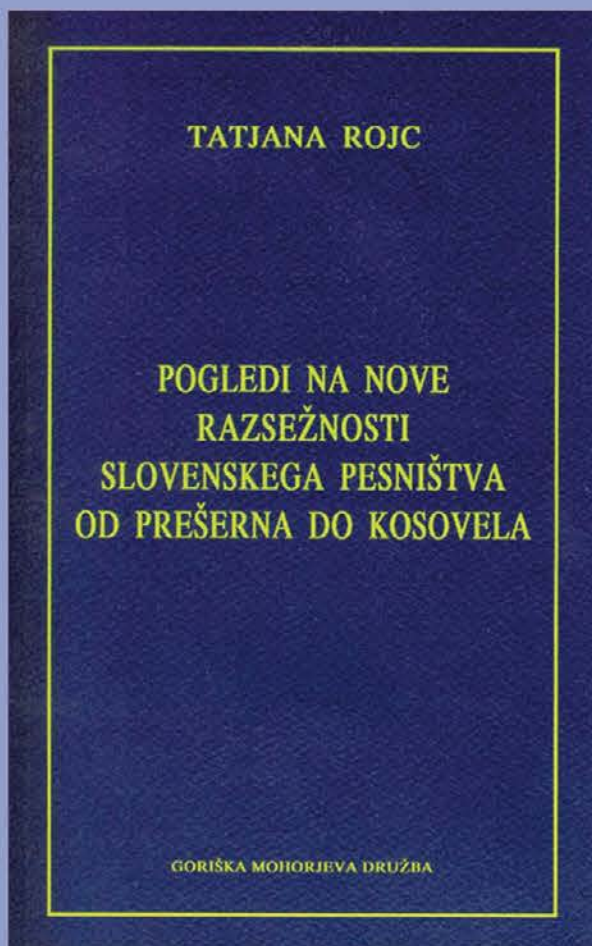 TATJANA ROJC
POGLEDI NA NOVE
RAZSEŽNOSTI
SLOVENSKEGA PESNIŠTVA
OD PREŠERNA DO KOSOVELA
GORIŠKA MOHORJEVA DRUŽBA